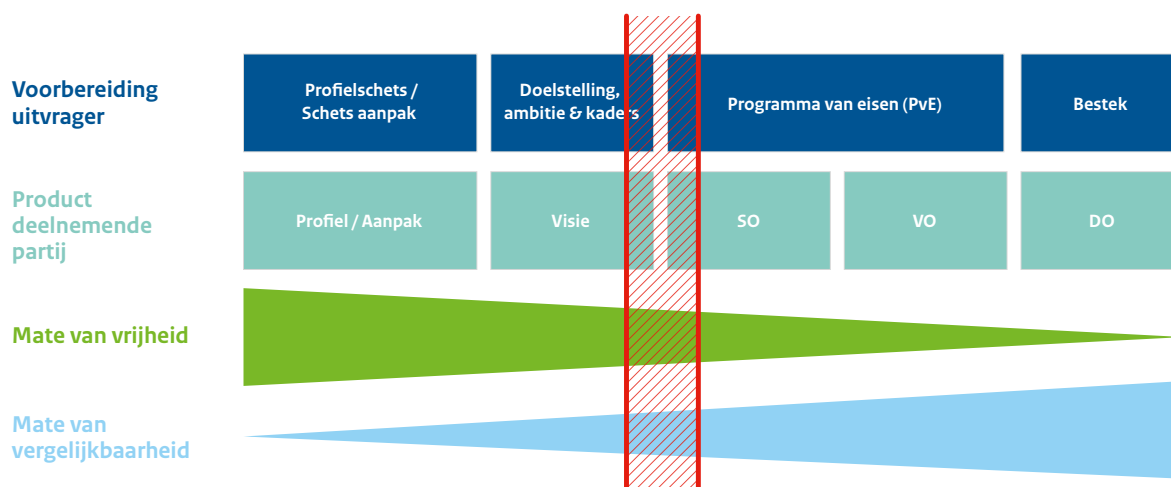 Voorbereiding
uitvrager
Profielschets /
Schets aanpak
Doelstelling,
ambitie & kaders
Programma van eisen (PvE)
Bestek
Product
deelnemende
partij
Profiel / Aanpak
Visie
SO
VO
DO
Mate van vrijheid
Mate van
vergelijkbaarheid